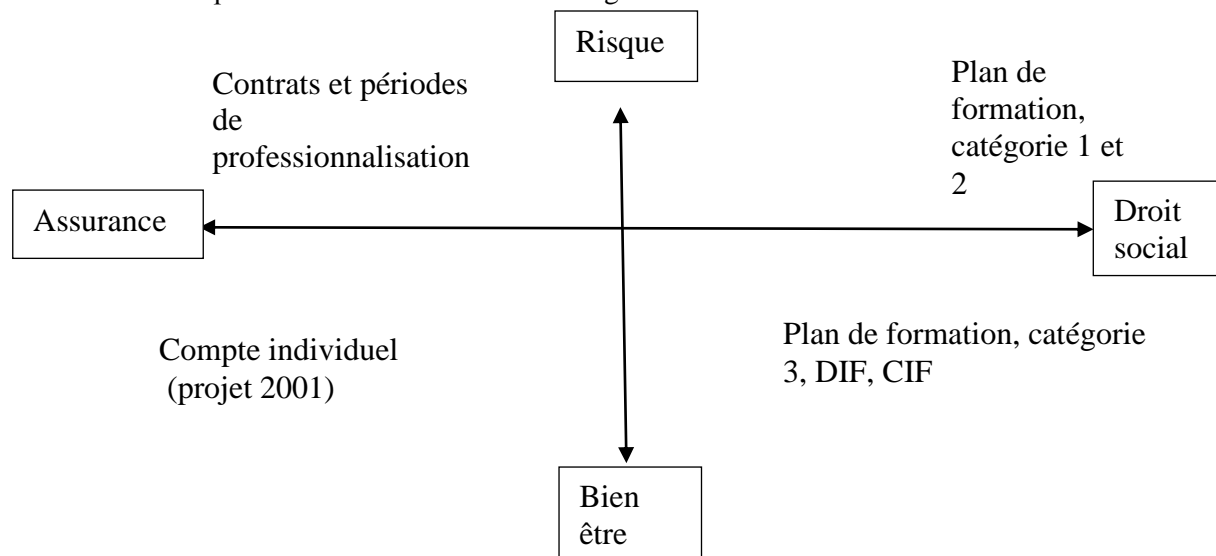 Risque
Contrats et périodes
de
professionnalisation
Plan de
formation,
catégorie 1 et
2
Assurance
Droit
social
Compte individuel
(projet 2001)
Plan de formation, catégorie
3, DIF, CIF
Bien
être